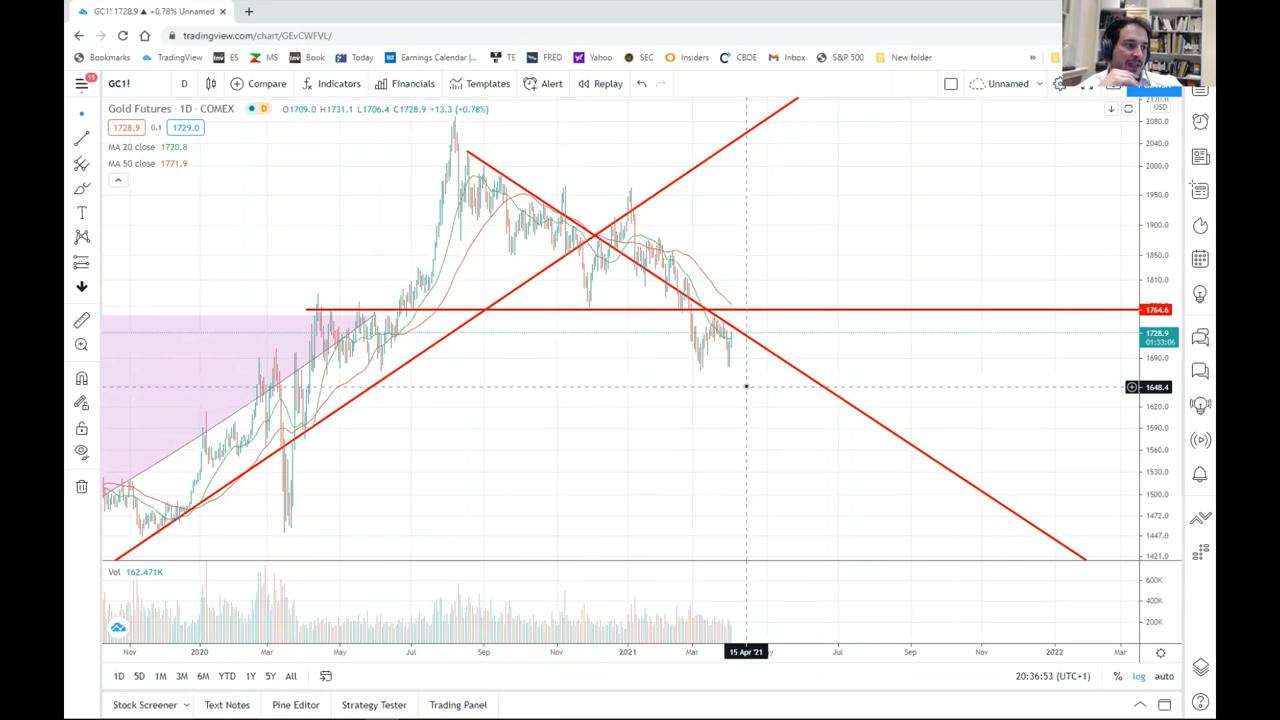 GC1! 1728.9 ▲ +0.78% Unnamed
tradingview.com/chart/GEvCWFVL/
Bookmarks TradingView ES MS Book Today Earnings Calendar... TE FRED Yahoo SEC Insiders CBOE Inbox S&P 500 New folder »
11
GC1! D Compare Indicators Financials Templates Alert Replay Unnamed
Gold Futures · 1D · COMEX D O1709.0 H1731.1 L1706.4 C1728.9 +13.3 (+0.78%)
1728.9 0.1 1729.0
MA 20 close 1720.8
MA 50 close 1771.9
USD
2080.0
2040.0
2000.0
1950.0
1900.0
1850.0
1810.0
1764.6
1728.9
01:33:06
1690.0
1648.4
1620.0
1590.0
1560.0
1530.0
1500.0
1472.0
1447.0
1421.0
Vol 162.471K
600K
400K
200K
Nov 2020 Mar May Jul Sep Nov 2021 Mar 15 Apr '21 Jul Sep Nov 2022 Mar
1D 5D 1M 3M 6M YTD 1Y 5Y All 20:36:53 (UTC+1) % log auto
Stock Screener Text Notes Pine Editor Strategy Tester Trading Panel